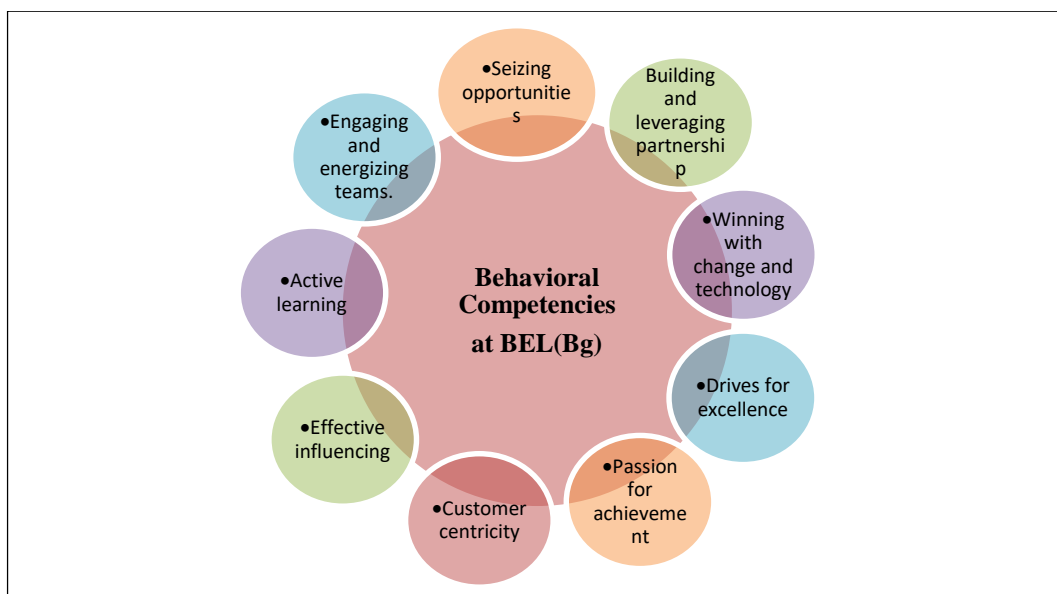 •Seizing
opportunitie
s
Building
and
leveraging
partnershi
p
•Winning
with
change and
technology
•Drives for
excellence
•Passion
for
achieveme
nt
•Customer
centricity
•Effective
influencing
•Active
learning
•Engaging
and
energizing
teams.
Behavioral
Competencies
at BEL(Bg)